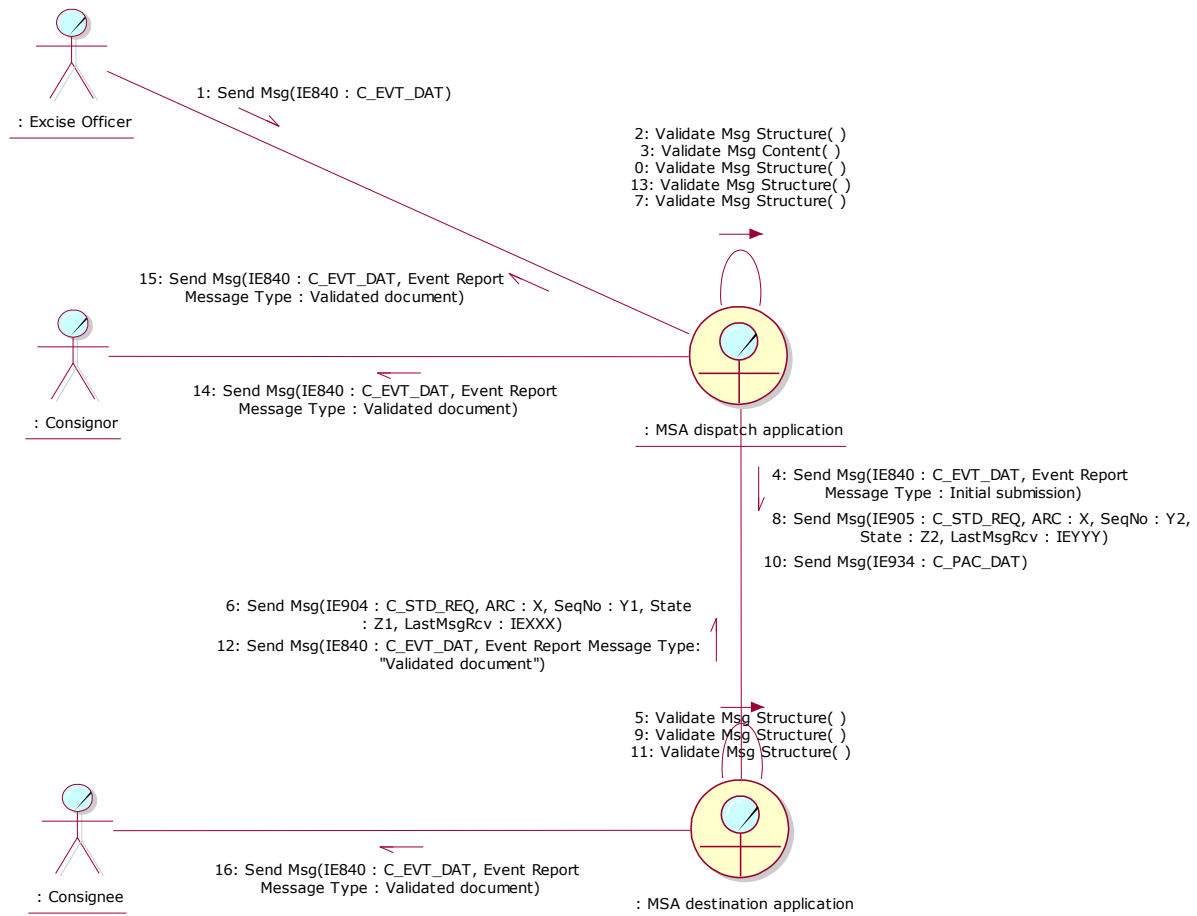 1: Send Msg(IE840 : C_EVT_DAT)
: Excise Officer
2: Validate Msg Structure( )
3: Validate Msg Content( )
0: Validate Msg Structure( )
13: Validate Msg Structure( )
7: Validate Msg Structure( )
15: Send Msg(IE840 : C_EVT_DAT, Event Report
Message Type : Validated document)
14: Send Msg(IE840 : C_EVT_DAT, Event Report
Message Type : Validated document)
: Consignor
: MSA dispatch application
4: Send Msg(IE840 : C_EVT_DAT, Event Report
Message Type : Initial submission)
8: Send Msg(IE905 : C_STD_REQ, ARC : X, SeqNo : Y2,
State : Z2, LastMsgRcv : IEYYY)
10: Send Msg(IE934 : C_PAC_DAT)
6: Send Msg(IE904 : C_STD_REQ, ARC : X, SeqNo : Y1, State
: Z1, LastMsgRcv : IEXXX)
12: Send Msg(IE840 : C_EVT_DAT, Event Report Message Type:
"Validated document")
5: Validate Msg Structure( )
9: Validate Msg Structure( )
11: Validate Msg Structure( )
16: Send Msg(IE840 : C_EVT_DAT, Event Report
Message Type : Validated document)
: Consignee
: MSA destination application